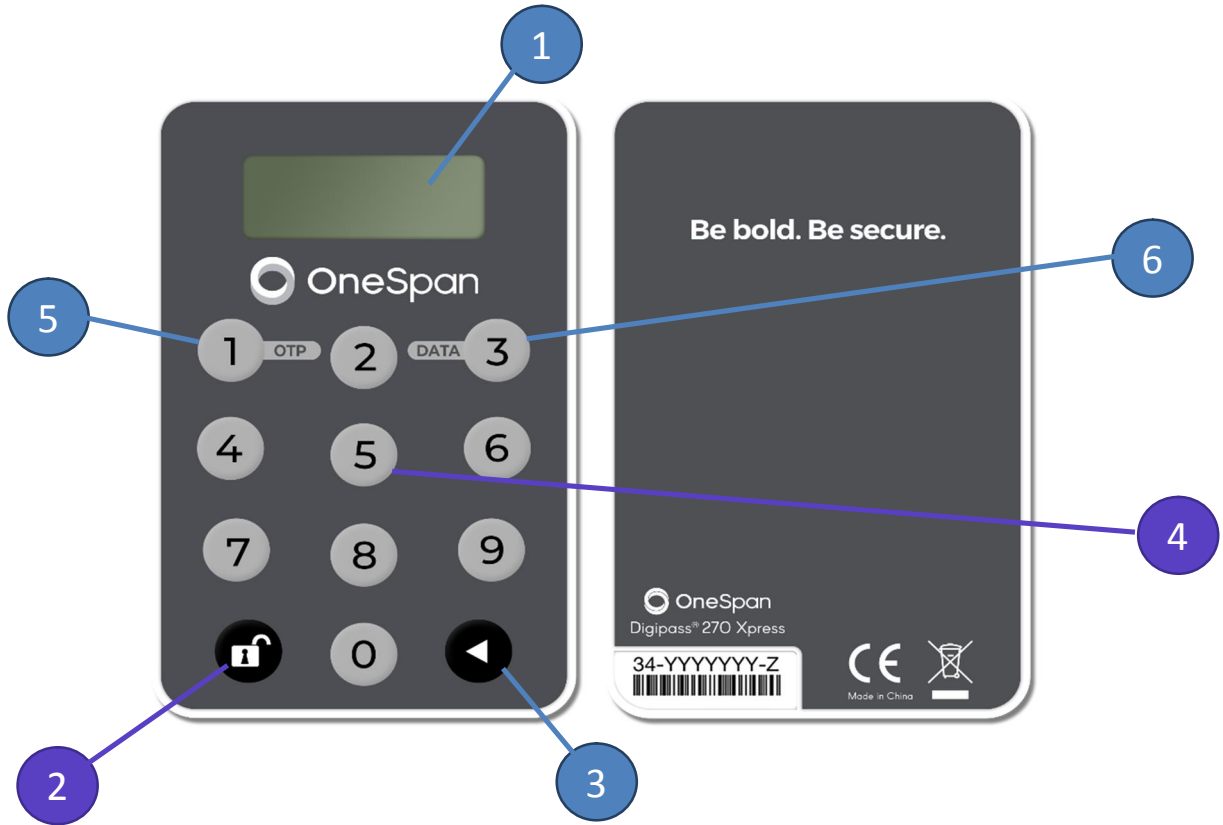 1
OneSpan
1 OTP 2 DATA 3
4 5 6
7 8 9
0
Be bold. Be secure.
OneSpan
Digipass® 270 Xpress
34-YYYYYYY-Z
CE
Made in China
5
6
4
2
3